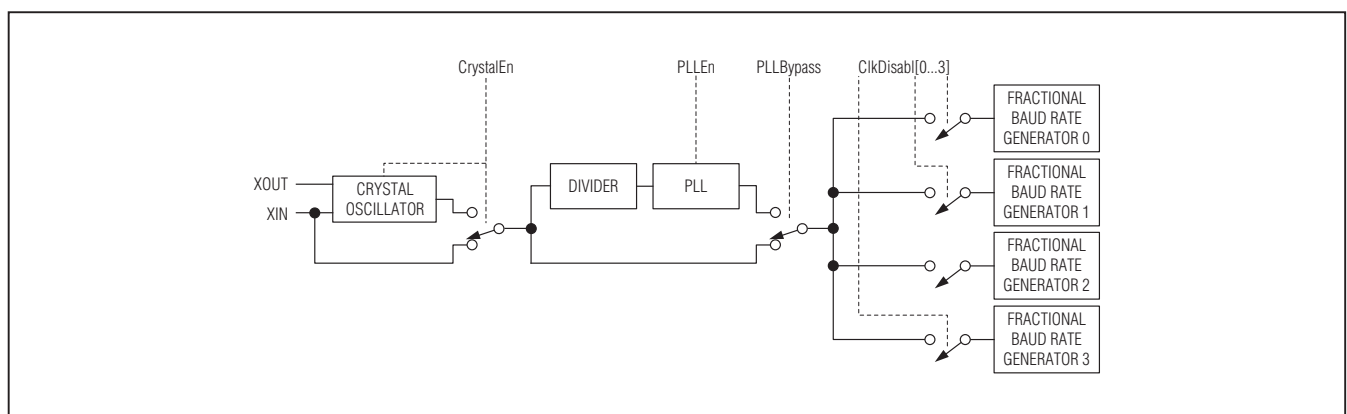 CrystalEn
PLLEn
PLLBypass
ClkDisabl[0...3]
XOUT
XIN
CRYSTAL
OSCILLATOR
DIVIDER
PLL
FRACTIONAL
BAUD RATE
GENERATOR 0
FRACTIONAL
BAUD RATE
GENERATOR 1
FRACTIONAL
BAUD RATE
GENERATOR 2
FRACTIONAL
BAUD RATE
GENERATOR 3